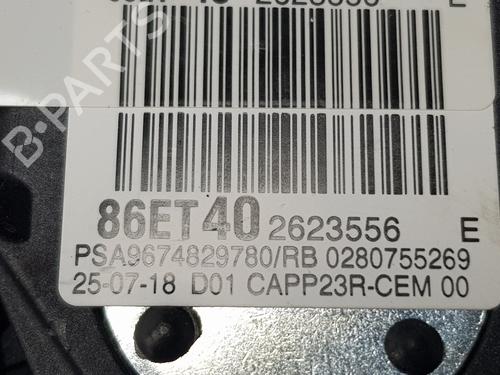 B-PARTS
86ET40 2623556 E
PSA9674829780/RB 0280755269
25-07-18 D01 CAPP23R-CEM 00